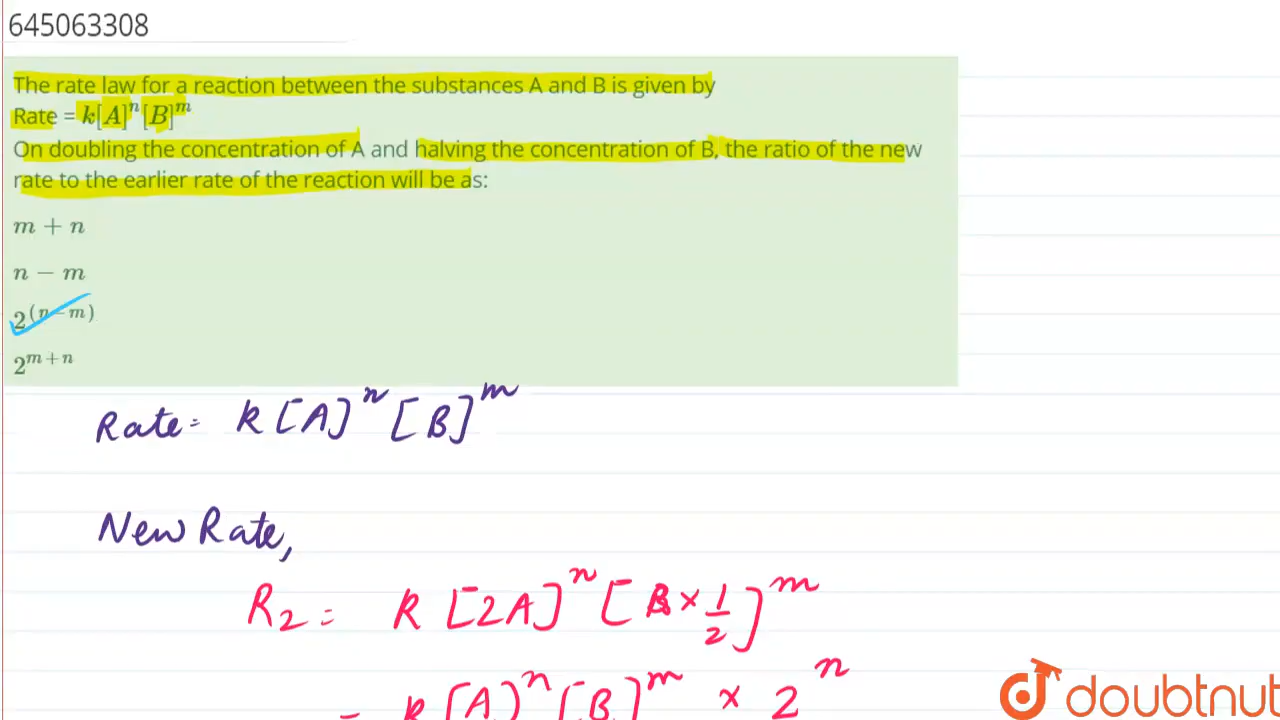 645063308
The rate law for a reaction between the substances A and B is given by
Rate = k[A]ⁿ[B]ᵐ
On doubling the concentration of A and halving the concentration of B, the ratio of the new
rate to the earlier rate of the reaction will be as:
m + n
n − m
2⁽ⁿ⁻ᵐ⁾
2ᵐ⁺ⁿ
Rate = k[A]ⁿ[B]ᵐ
New Rate,
R₂ = k[2A]ⁿ[B × 1/2]ᵐ
= k[A]ⁿ[B]ᵐ × 2ⁿ
doubtnut